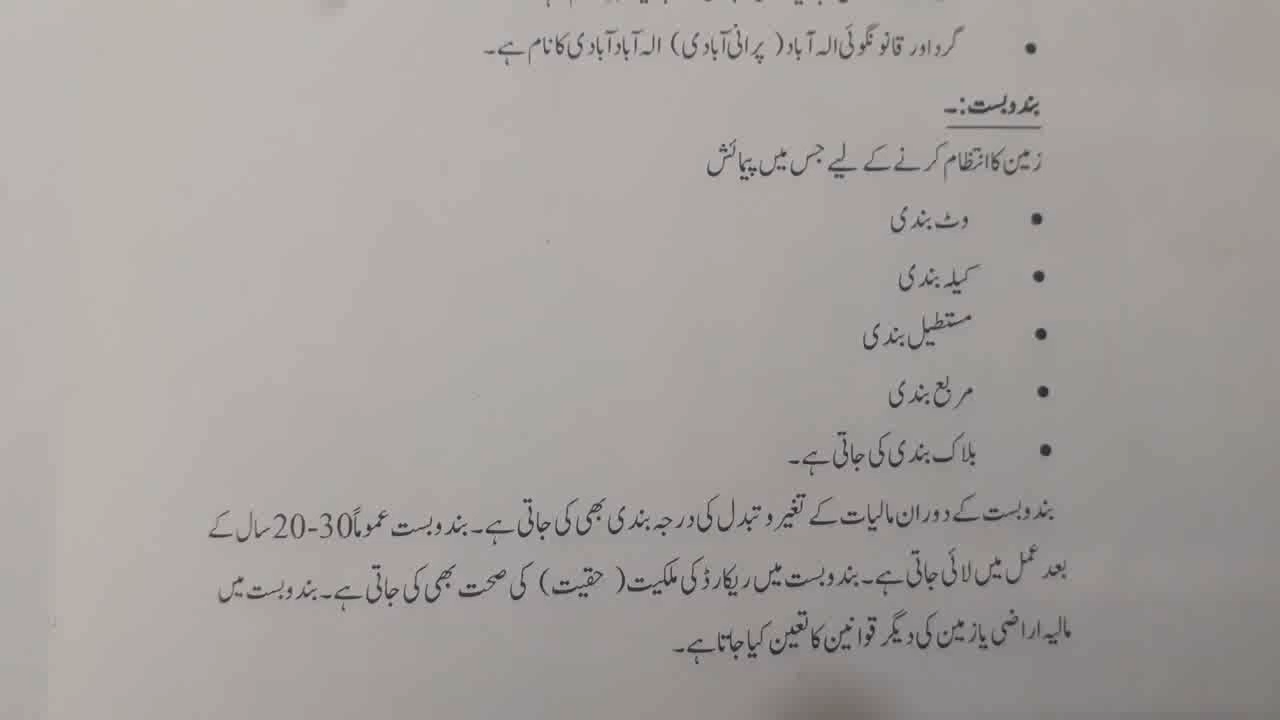 • گرداور قانونگوئی الہ آباد (پرانی آبادی) الہ آباد آبادی کا نام ہے۔
بندوبست:۔
زمین کا انتظام کرنے کے لیے جس میں پیمائش
• وٹ بندی
• کیلہ بندی
• مستطیل بندی
• مربع بندی
• بلاک بندی کی جاتی ہے۔
بندوبست کے دوران مالیات کے تغیر و تبدل کی درجہ بندی بھی کی جاتی ہے۔ بندوبست عموماً 30-20 سال کے
بعد عمل میں لائی جاتی ہے۔ بندوبست میں ریکارڈ کی ملکیت (حقیت) کی صحت بھی کی جاتی ہے۔ بندوبست میں
مالیہ اراضی یا زمین کی دیگر قوانین کا تعین کیا جاتا ہے۔